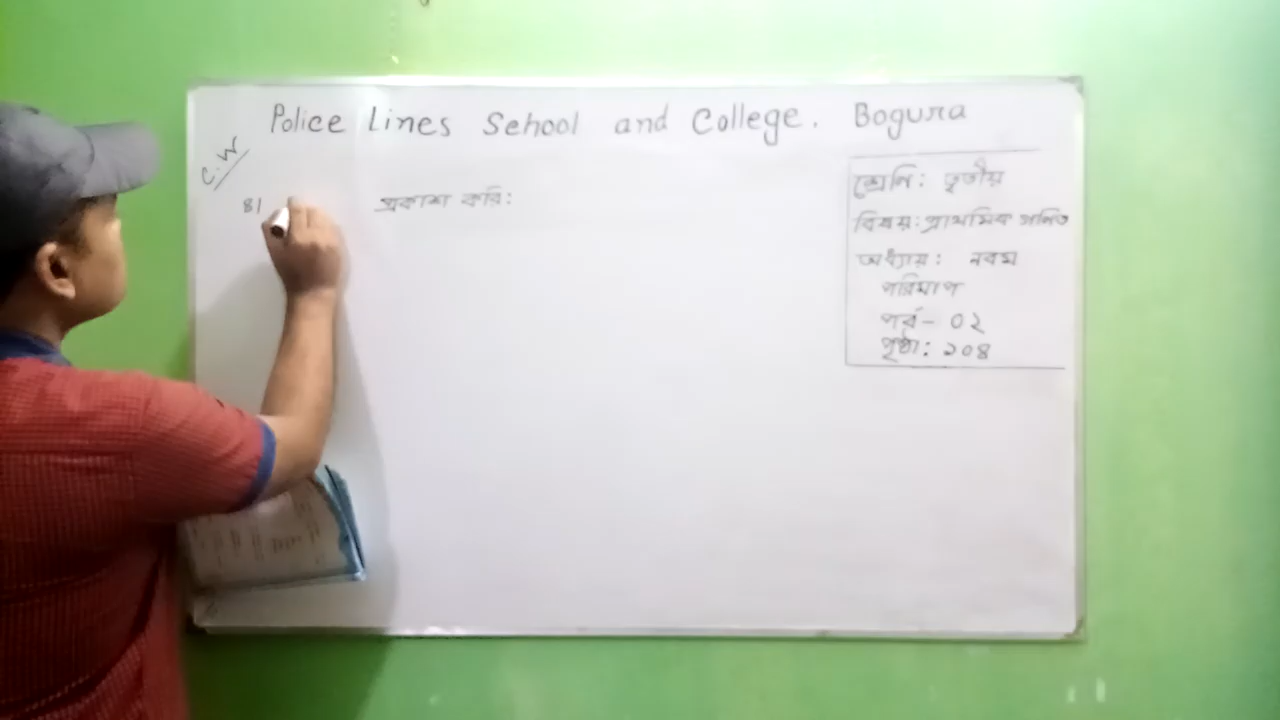 Police Lines School and College. Bogura
C.W
৪। প্রকাশ করি:
শ্রেণি: তৃতীয়
বিষয়: প্রাথমিক গণিত
অধ্যায়: নবম
পরিমাপ
পর্ব- ০২
পৃষ্ঠা: ১০৪